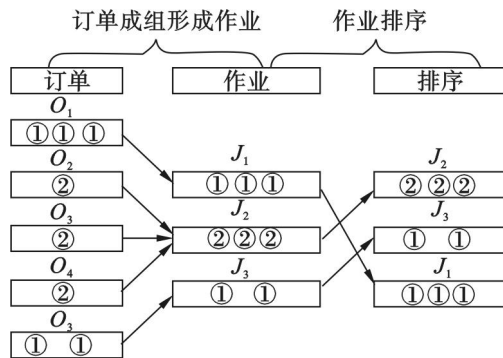 订单成组形成作业 作业排序
订单 作业 排序
O₁
①①①
O₂
②
O₃
②
O₄
②
O₃
① ①
J₁
①①①
J₂
②②②
J₃
① ①
J₂
②②②
J₃
① ①
J₁
①①①